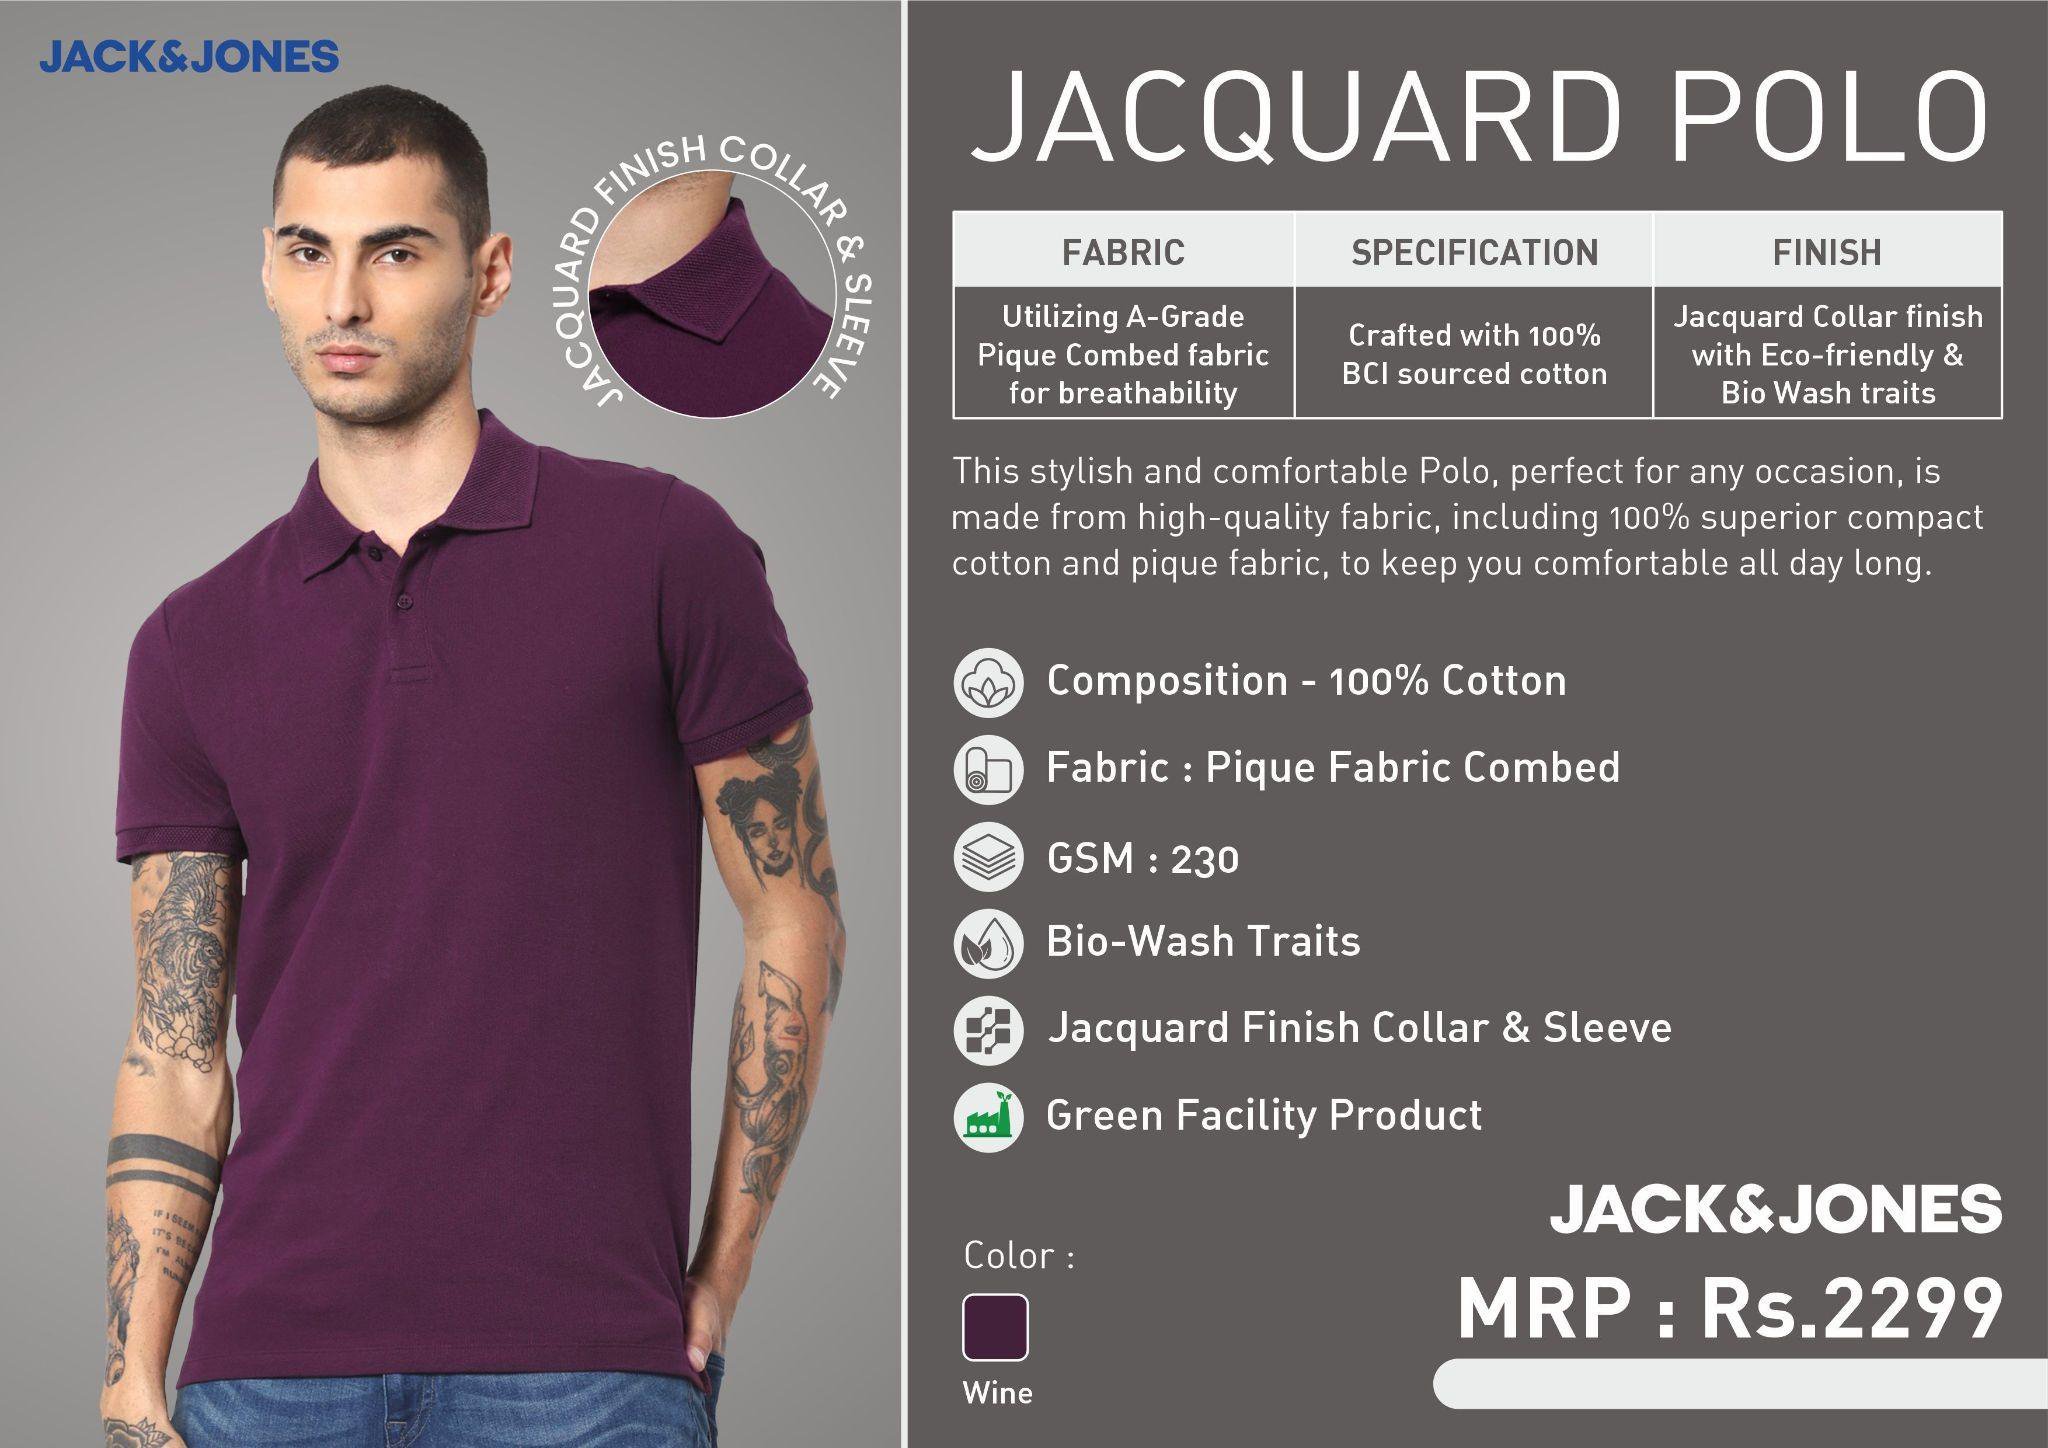 JACK&JONES
JACQUARD FINISH COLLAR & SLEEVE
JACQUARD POLO
FABRIC
Utilizing A-Grade
Pique Combed fabric
for breathability
SPECIFICATION
Crafted with 100%
BCI sourced cotton
FINISH
Jacquard Collar finish
with Eco-friendly &
Bio Wash traits
This stylish and comfortable Polo, perfect for any occasion, is
made from high-quality fabric, including 100% superior compact
cotton and pique fabric, to keep you comfortable all day long.
Composition - 100% Cotton
Fabric : Pique Fabric Combed
GSM : 230
Bio-Wash Traits
Jacquard Finish Collar & Sleeve
Green Facility Product
IF I SEEM
IT'S
Color :
Wine
JACK&JONES
MRP : Rs.2299